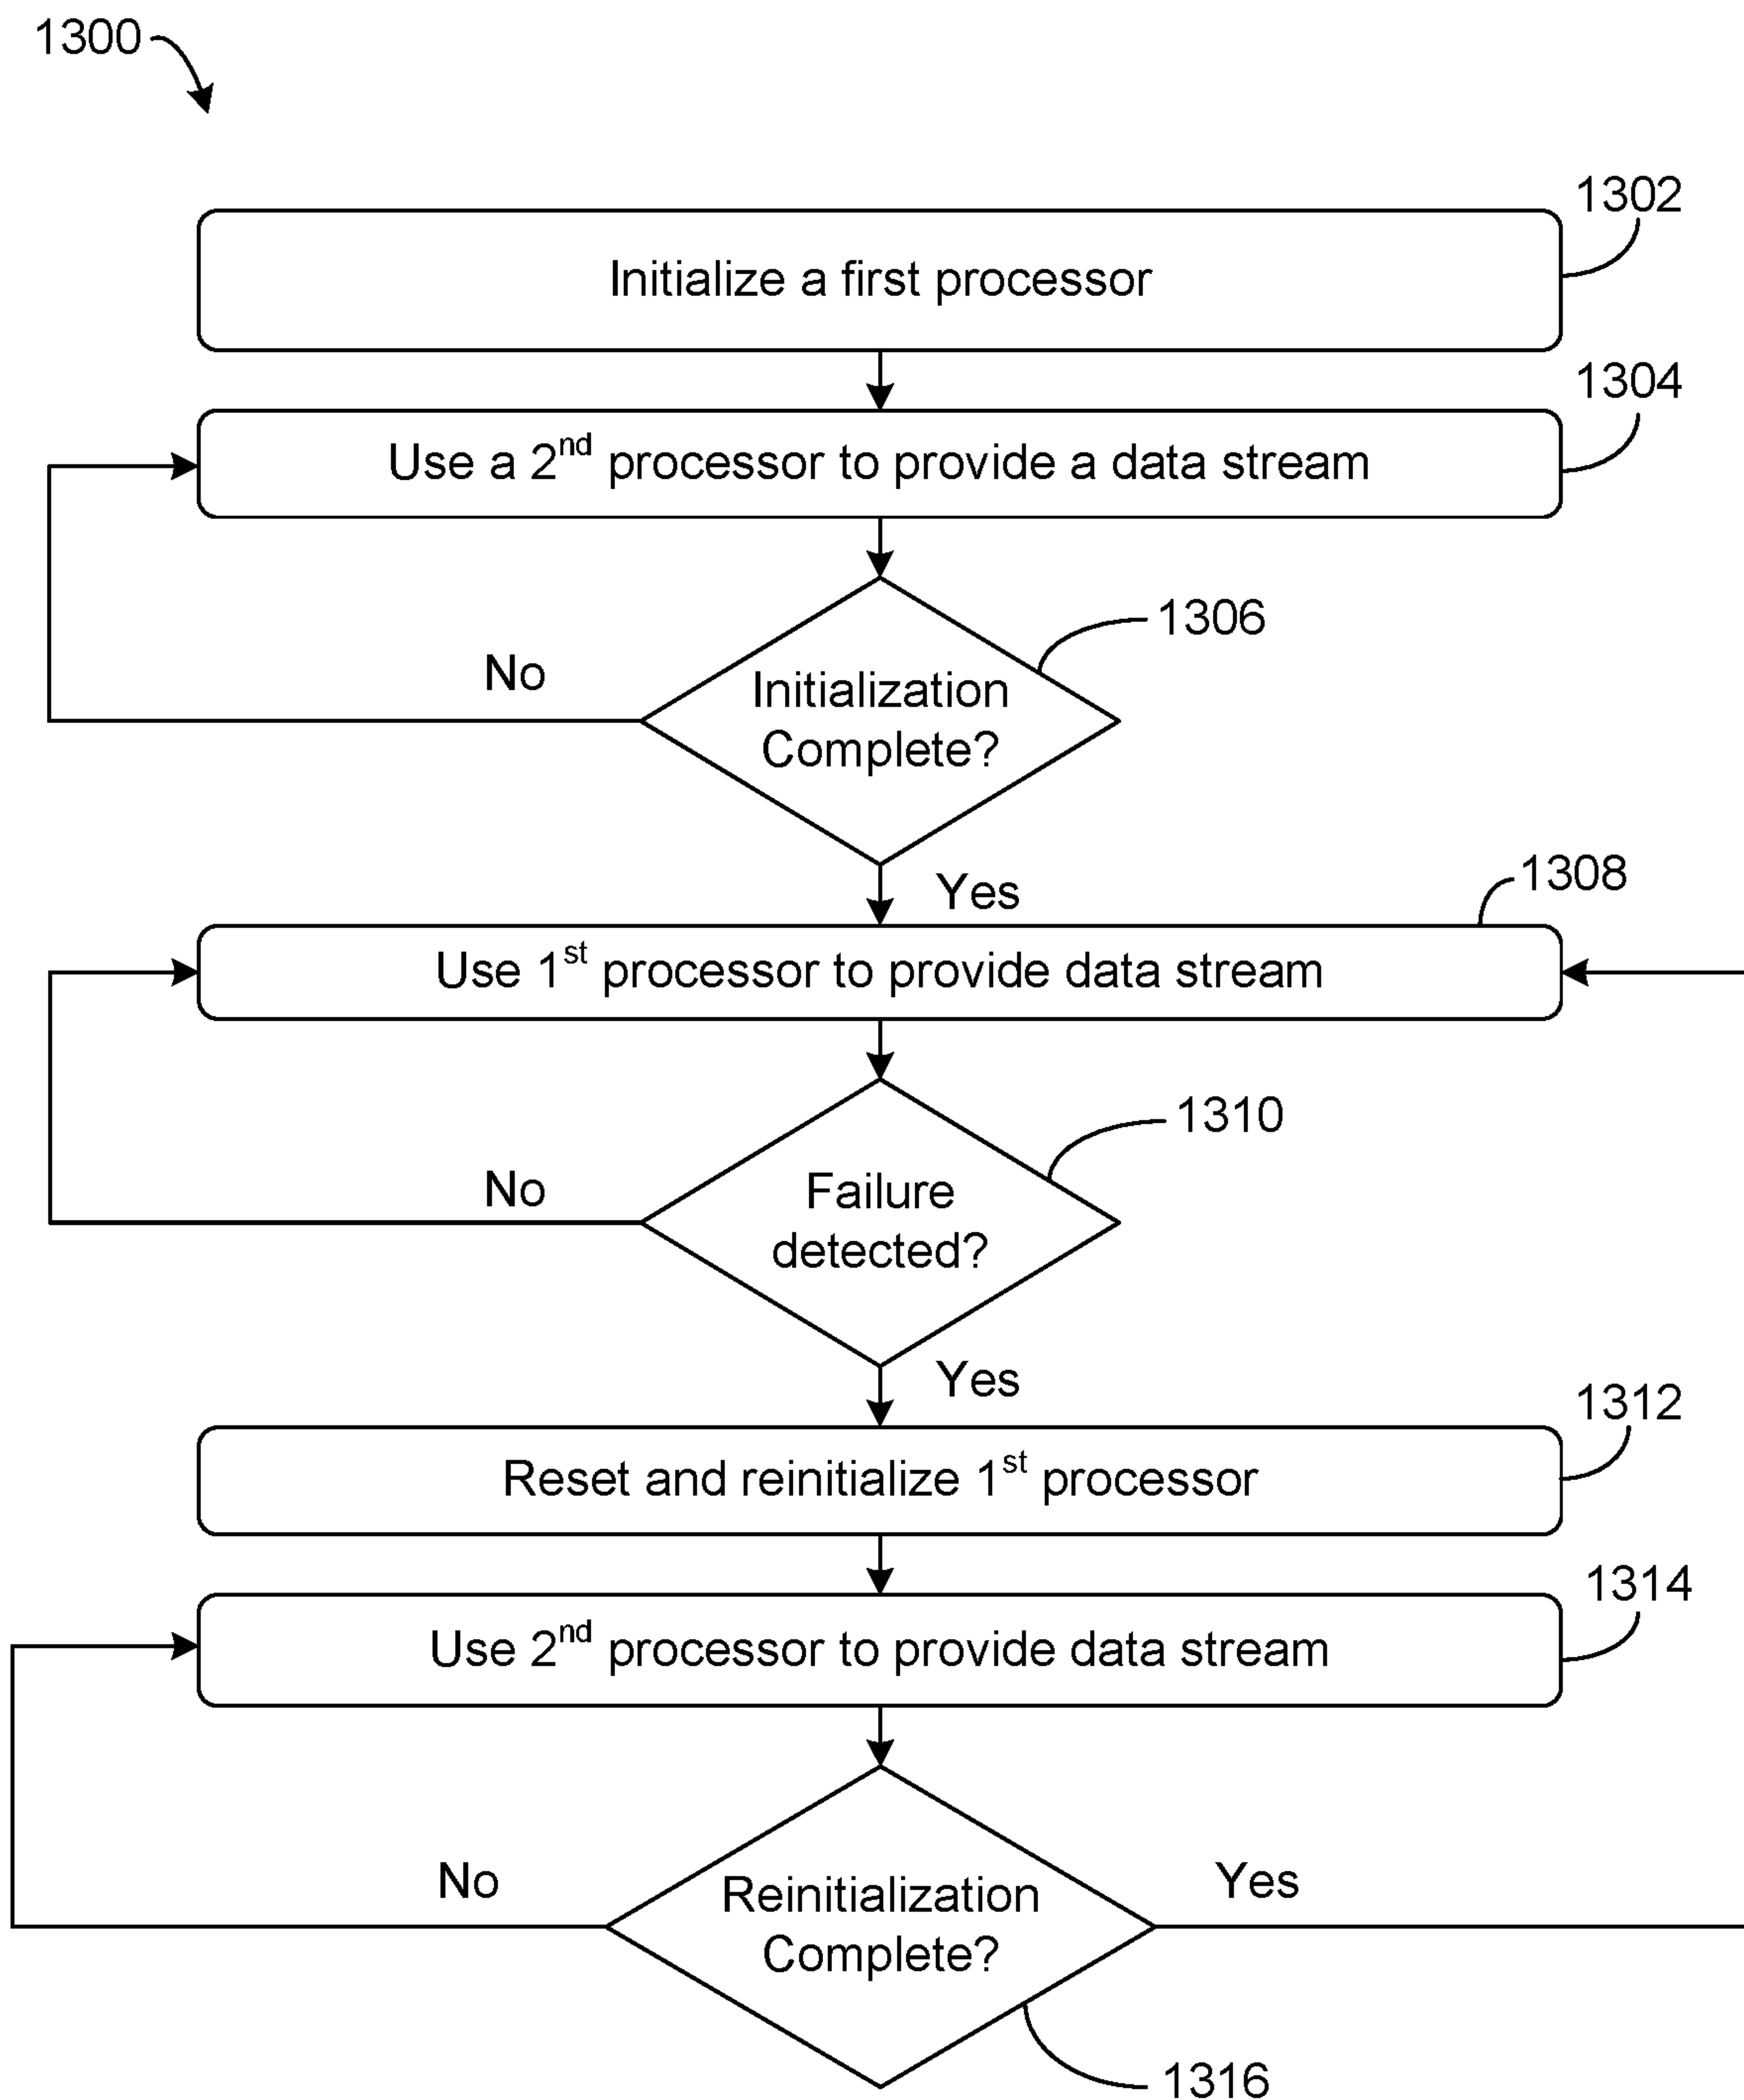 1300
1302
Initialize a first processor
1304
Use a 2nd processor to provide a data stream
1306
No
Initialization
Complete?
Yes
1308
Use 1st processor to provide data stream
1310
No
Failure
detected?
Yes
1312
Reset and reinitialize 1st processor
1314
Use 2nd processor to provide data stream
No
Yes
Reinitialization
Complete?
1316